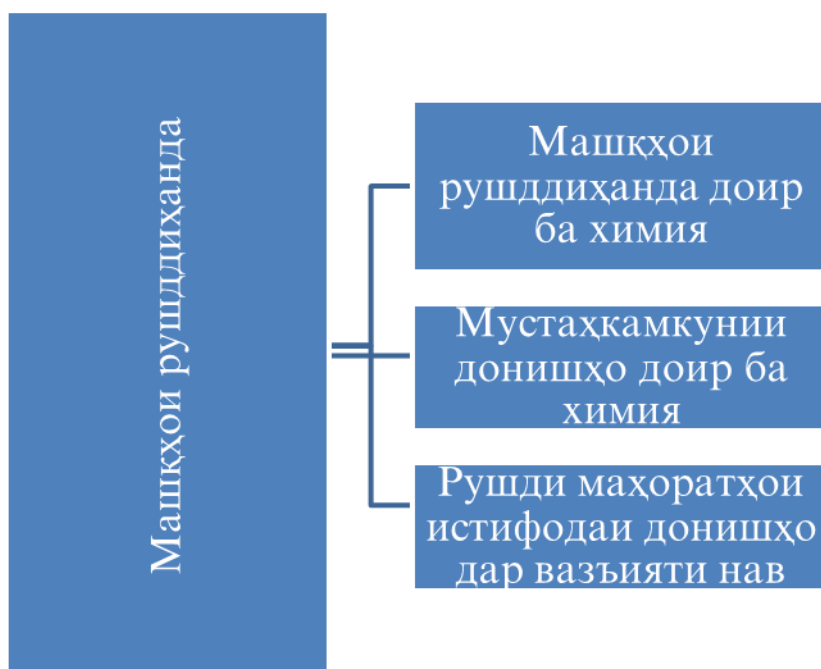 Машқҳои рушддиҳанда
Машқҳои
рушддиҳанда доир
ба химия
Мустаҳкамкунии
донишҳо доир ба
химия
Рушди маҳоратҳои
истифодаи донишҳо
дар вазъияти нав